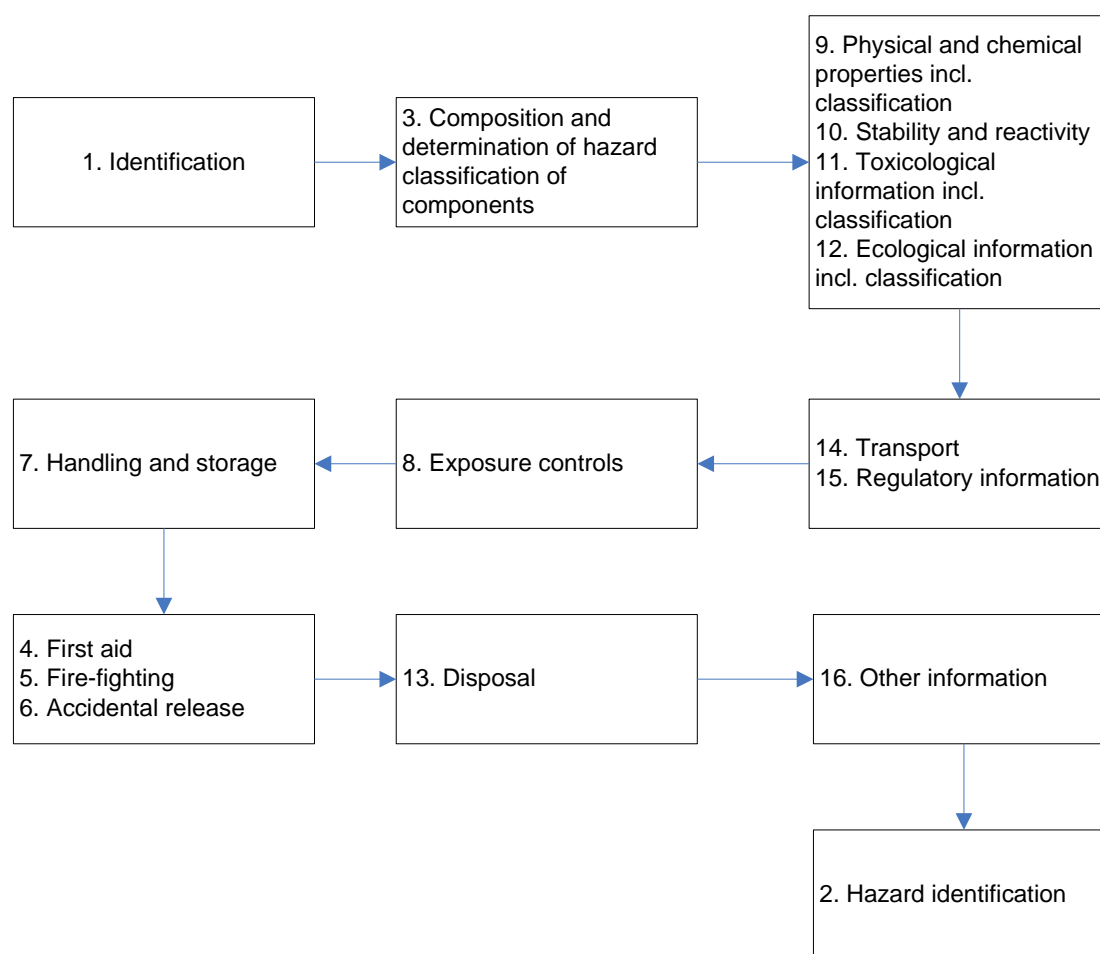 1. Identification
3. Composition and
determination of hazard
classification of
components
9. Physical and chemical
properties incl.
classification
10. Stability and reactivity
11. Toxicological
information incl.
classification
12. Ecological information
incl. classification
7. Handling and storage
8. Exposure controls
14. Transport
15. Regulatory information
4. First aid
5. Fire-fighting
6. Accidental release
13. Disposal
16. Other information
2. Hazard identification